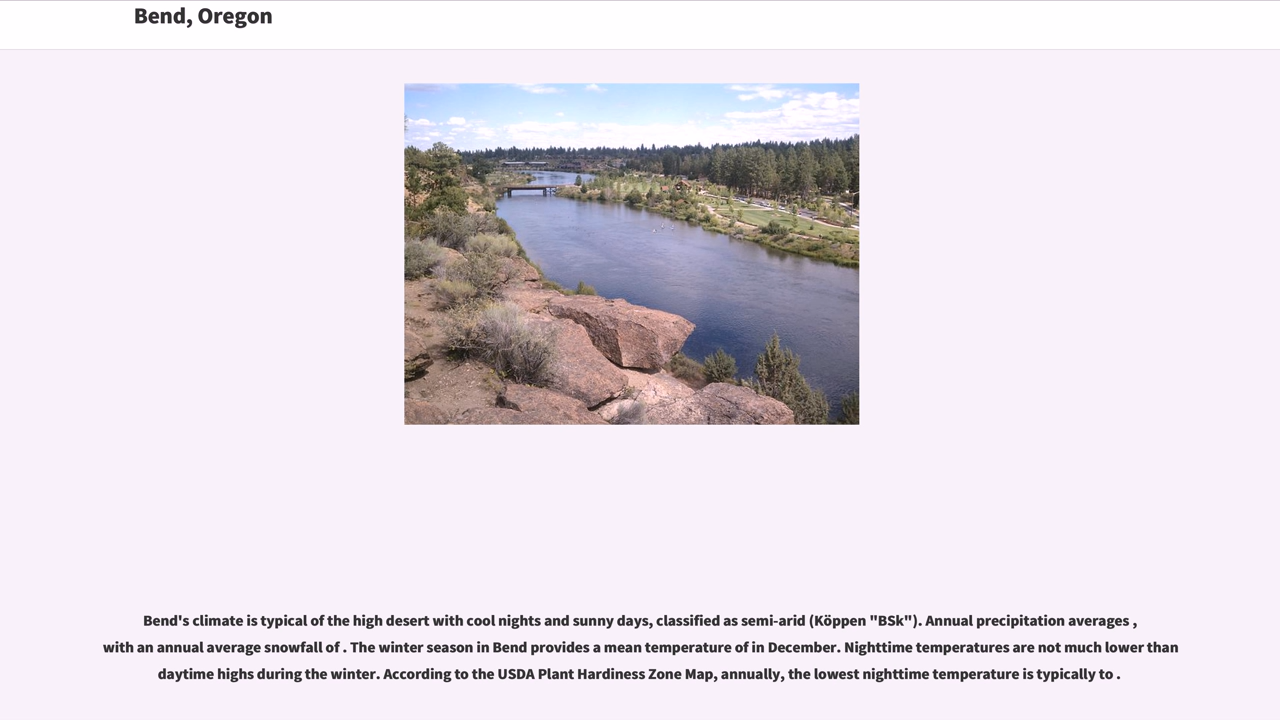 Bend, Oregon
Bend's climate is typical of the high desert with cool nights and sunny days, classified as semi-arid (Köppen "BSk"). Annual precipitation averages ,
with an annual average snowfall of . The winter season in Bend provides a mean temperature of in December. Nighttime temperatures are not much lower than
daytime highs during the winter. According to the USDA Plant Hardiness Zone Map, annually, the lowest nighttime temperature is typically to .